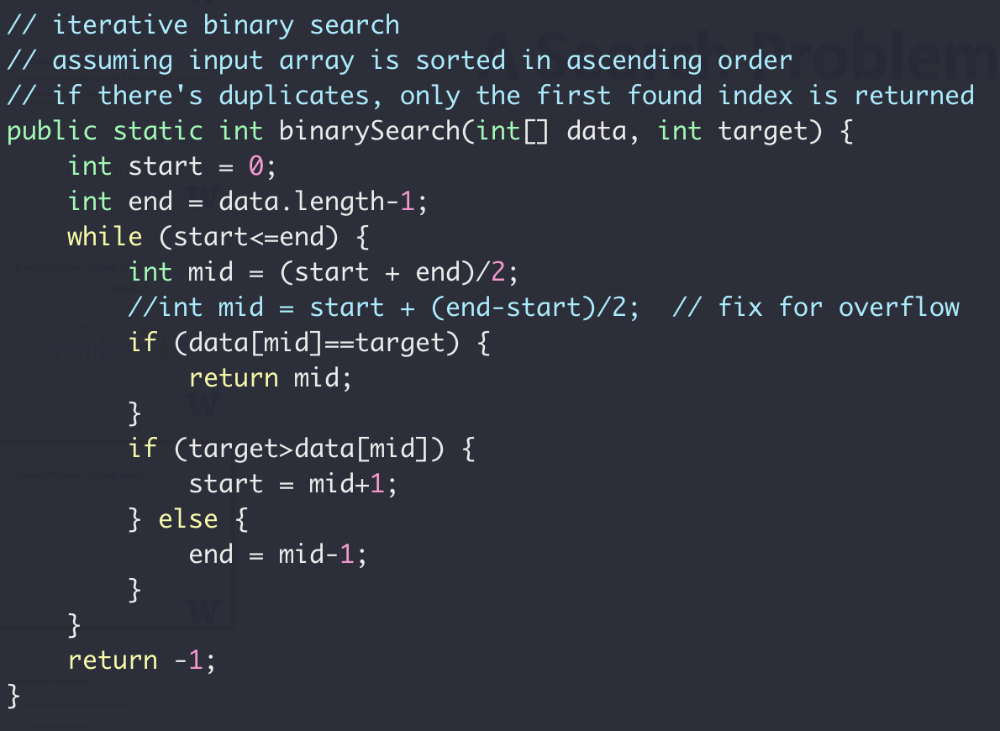 A Search Problem
// iterative binary search
// assuming input array is sorted in ascending order
// if there's duplicates, only the first found index is returned
public static int binarySearch(int[] data, int target) {
    int start = 0;
    int end = data.length-1;
    while (start<=end) {
        int mid = (start + end)/2;
        //int mid = start + (end-start)/2;  // fix for overflow
        if (data[mid]==target) {
            return mid;
        }
        if (target>data[mid]) {
            start = mid+1;
        } else {
            end = mid-1;
        }
    }
    return -1;
}
W
W
W